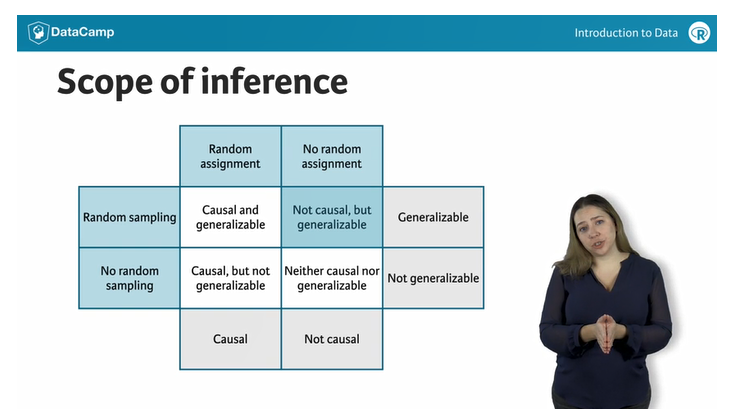 DataCamp
Introduction to Data
R
Scope of inference
Random
assignment
No random
assignment
Random sampling
Causal and
generalizable
Not causal, but
generalizable
Generalizable
No random
sampling
Causal, but not
generalizable
Neither causal nor
generalizable
Not generalizable
Causal
Not causal